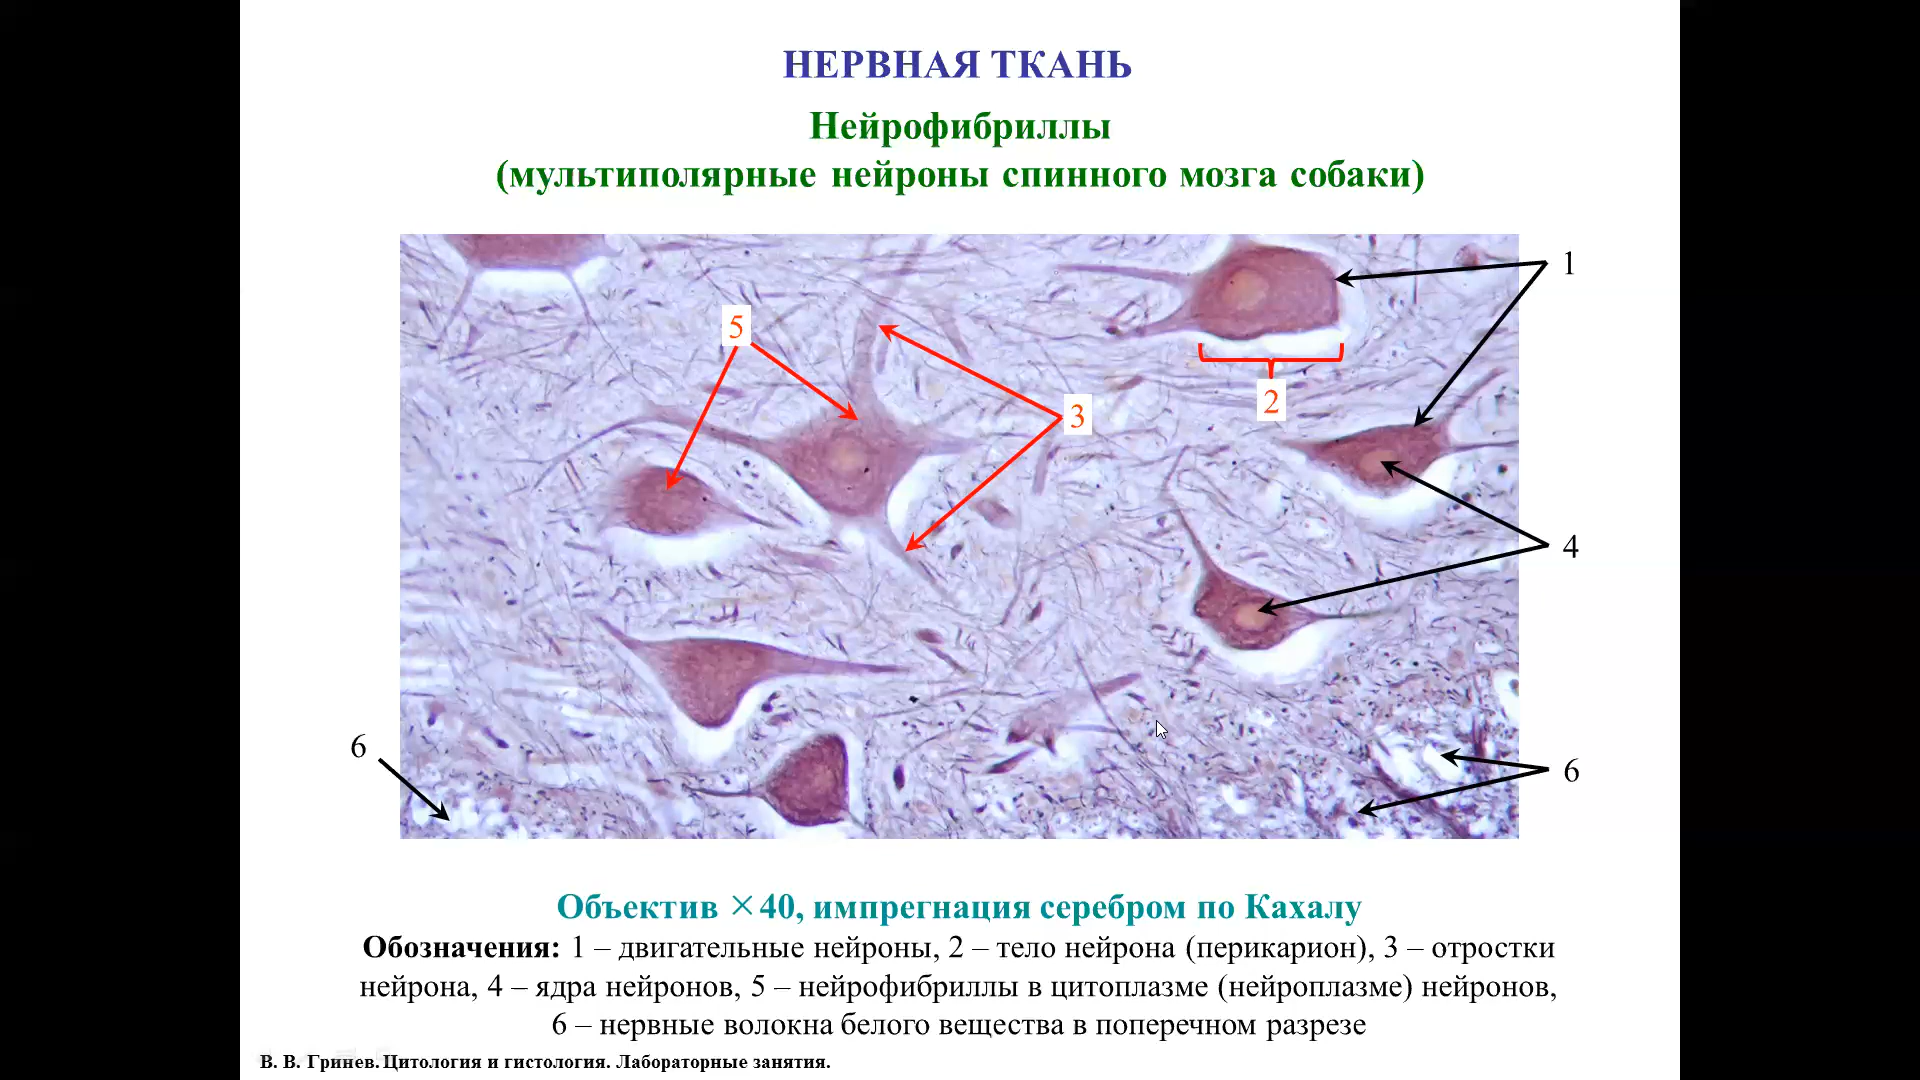 НЕРВНАЯ ТКАНЬ
Нейрофибриллы
(мультиполярные нейроны спинного мозга собаки)
1
5
2
3
4
6
6
Объектив ×40, импрегнация серебром по Кахалу
Обозначения: 1 – двигательные нейроны, 2 – тело нейрона (перикарион), 3 – отростки
нейрона, 4 – ядра нейронов, 5 – нейрофибриллы в цитоплазме (нейроплазме) нейронов,
6 – нервные волокна белого вещества в поперечном разрезе
В. В. Гринев. Цитология и гистология. Лабораторные занятия.